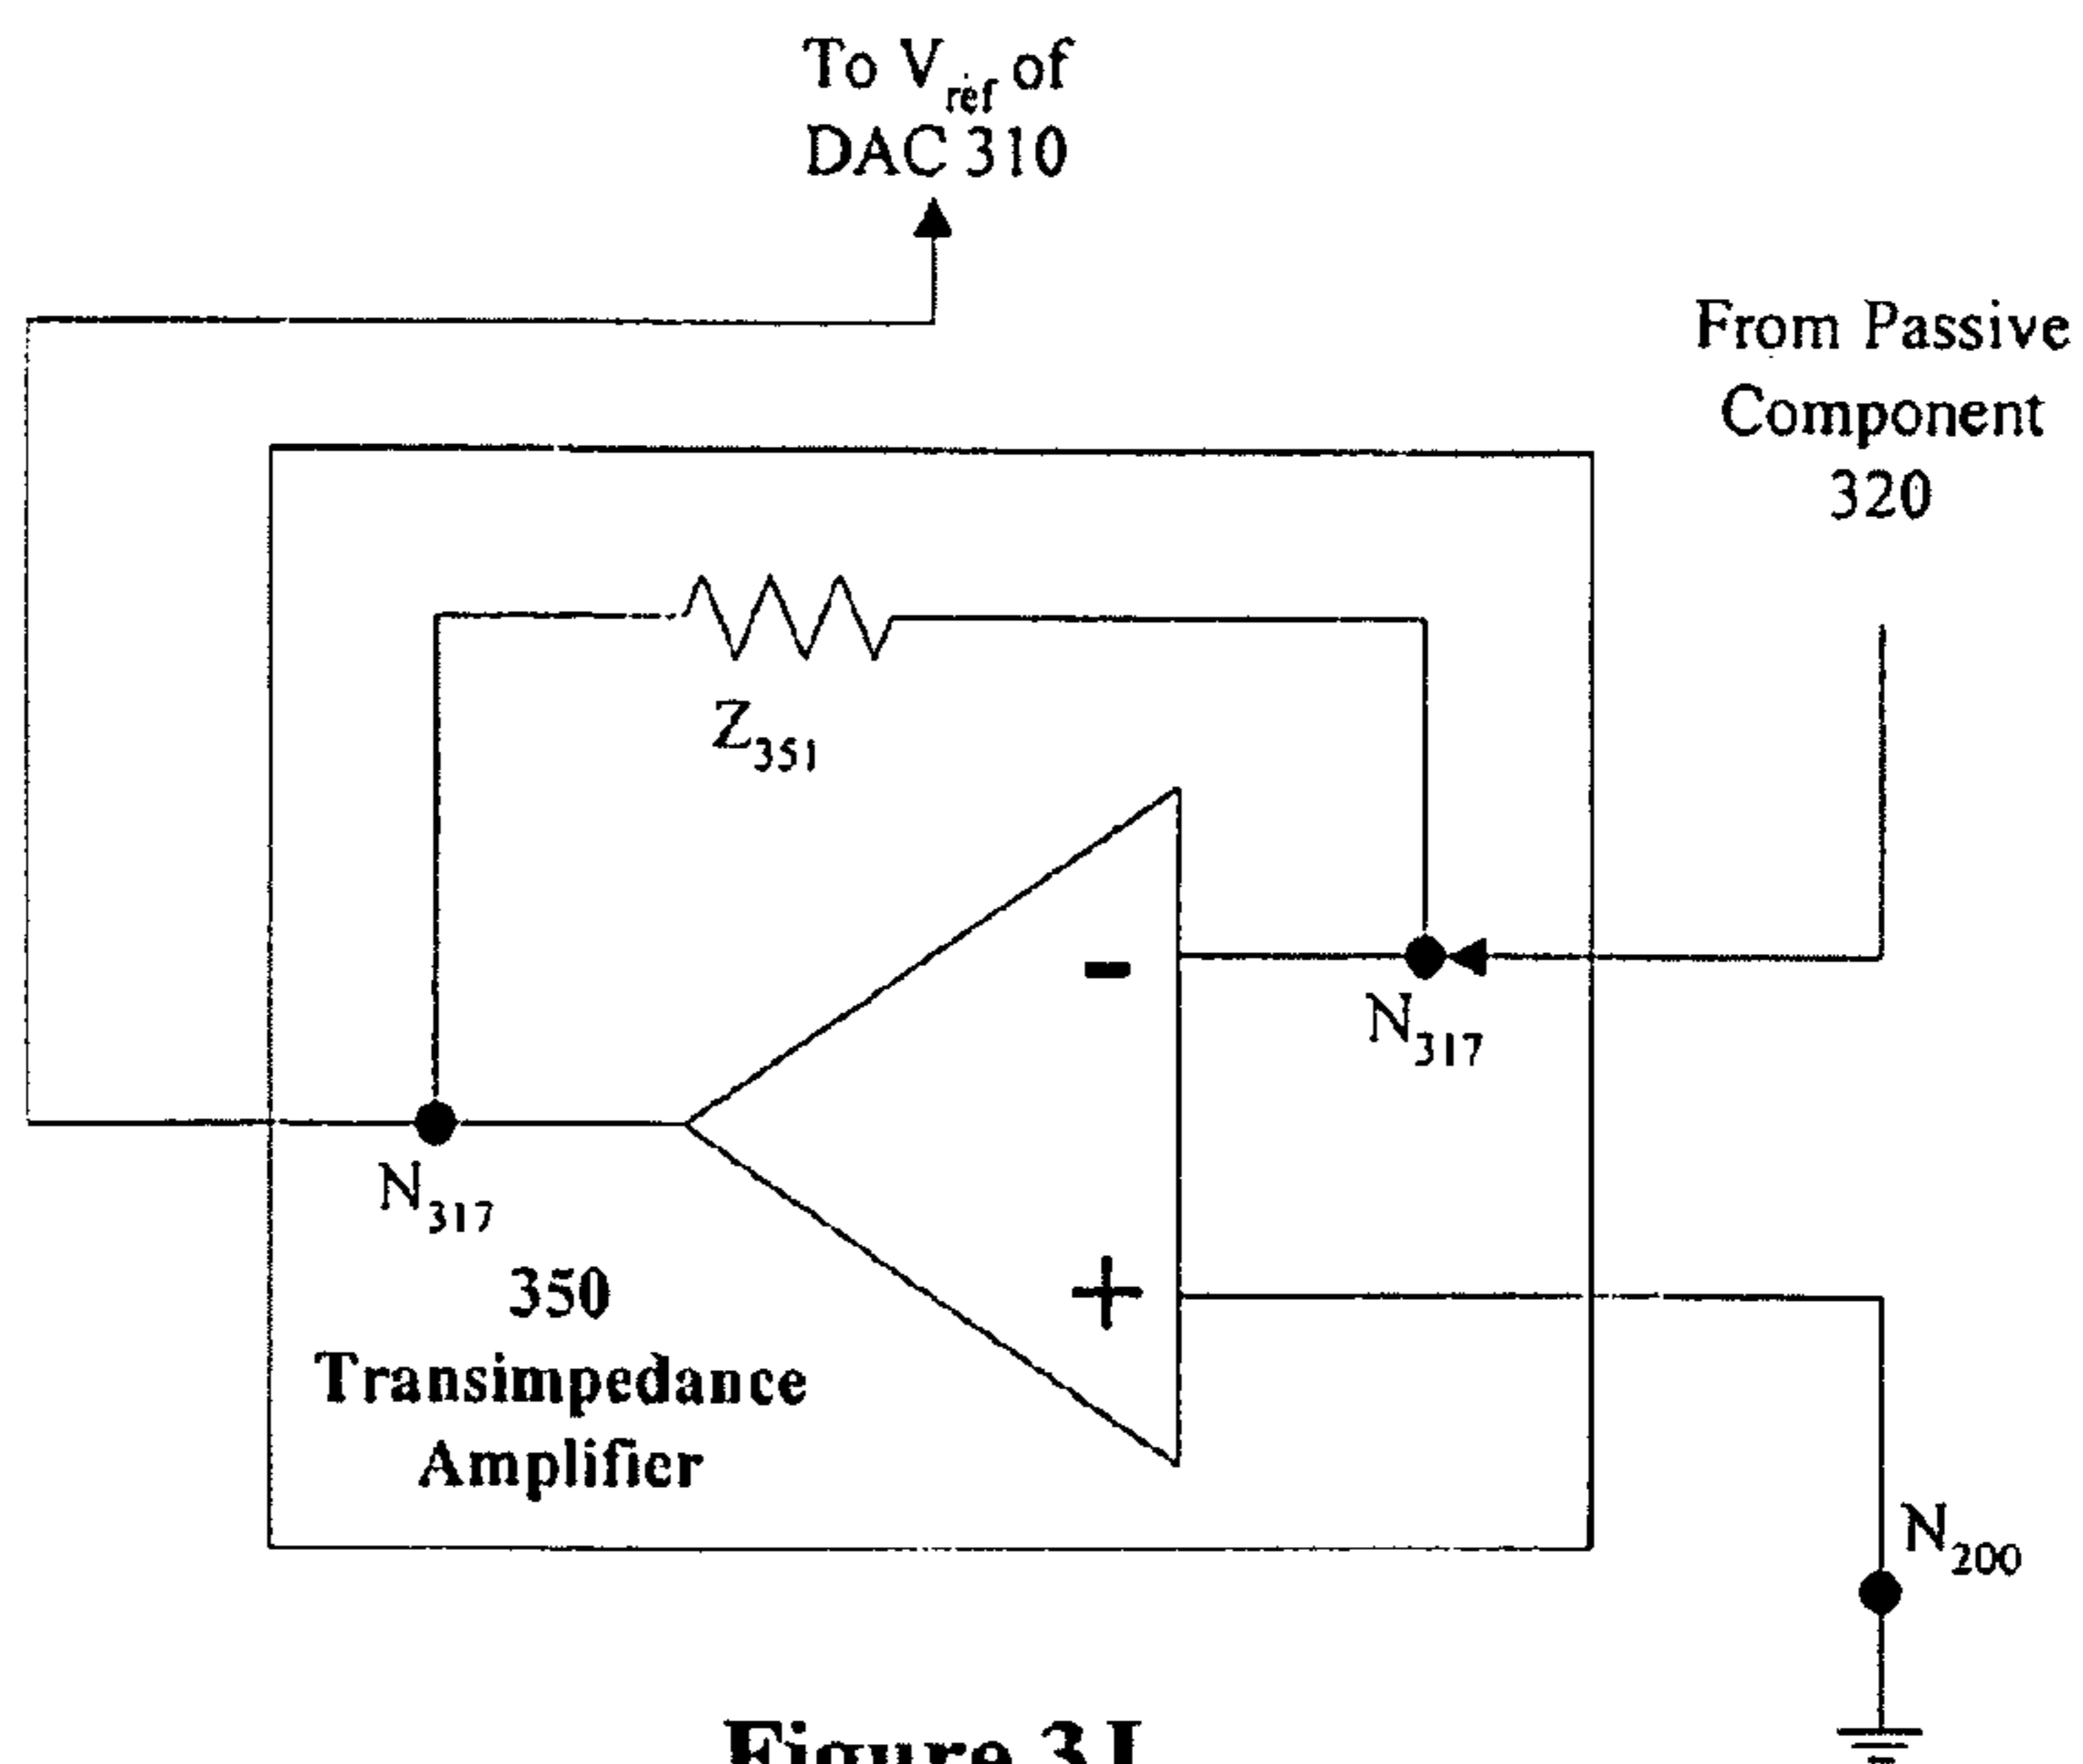 To V_ref of
DAC 310
From Passive
Component
320
Z_351
-
N_317
N_317
+
350
Transimpedance
Amplifier
N_200